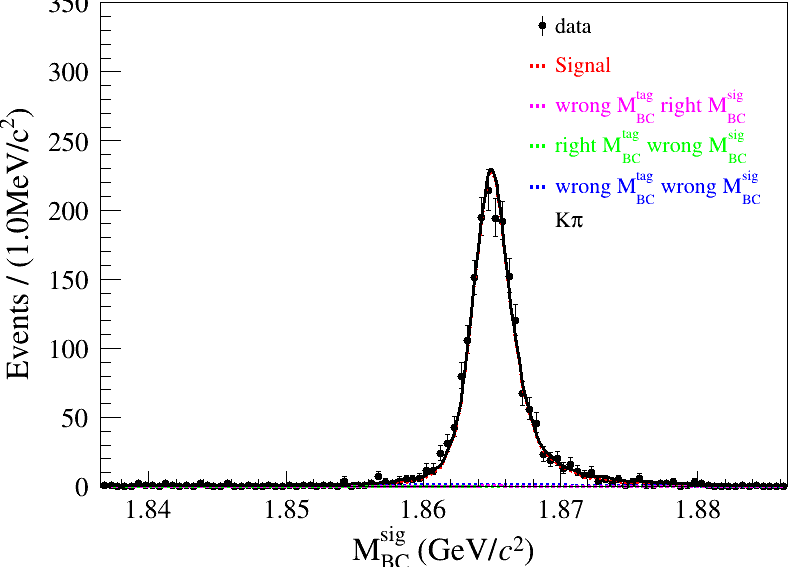 350
300
250
200
150
100
50
0
Events / (1.0MeV/c²)
data
Signal
wrong M^tag_BC right M^sig_BC
right M^tag_BC wrong M^sig_BC
wrong M^tag_BC wrong M^sig_BC
Kπ
1.84 1.85 1.86 1.87 1.88
M^sig_BC (GeV/c²)